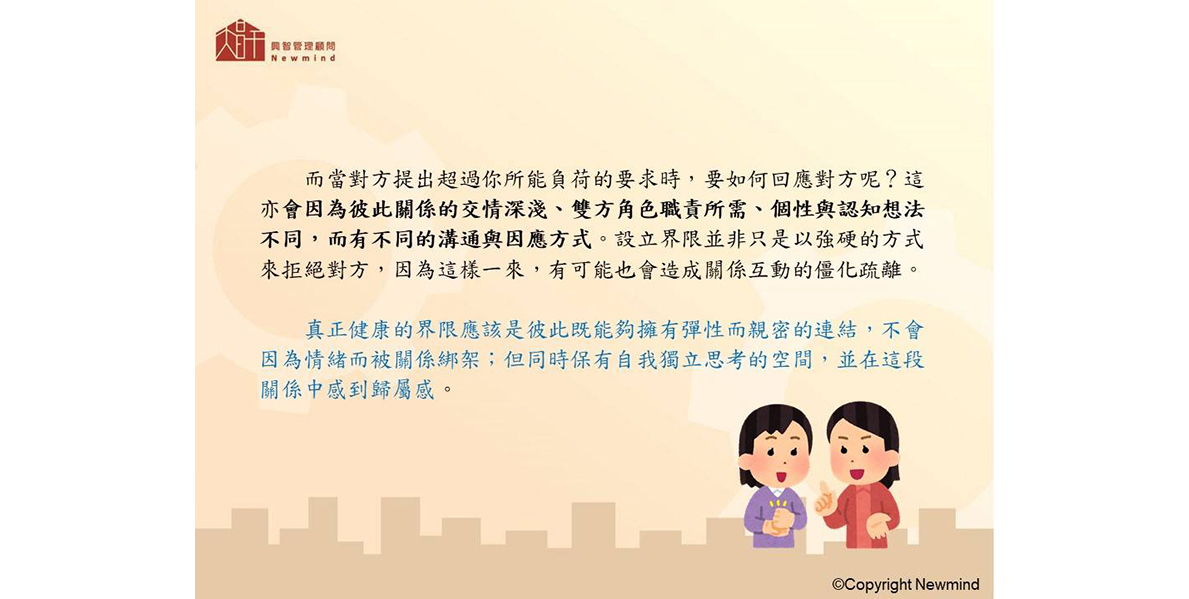 興智管理顧問
Newmind
而當對方提出超過你所能負荷的要求時，要如何回應對方呢？這
亦會因為彼此關係的交情深淺、雙方角色職責所需、個性與認知想法
不同，而有不同的溝通與因應方式。設立界限並非只是以強硬的方式
來拒絕對方，因為這樣一來，有可能也會造成關係互動的僵化疏離。
真正健康的界限應該是彼此既能夠擁有彈性而親密的連結，不會
因為情緒而被關係綁架；但同時保有自我獨立思考的空間，並在這段
關係中感到歸屬感。
©Copyright Newmind